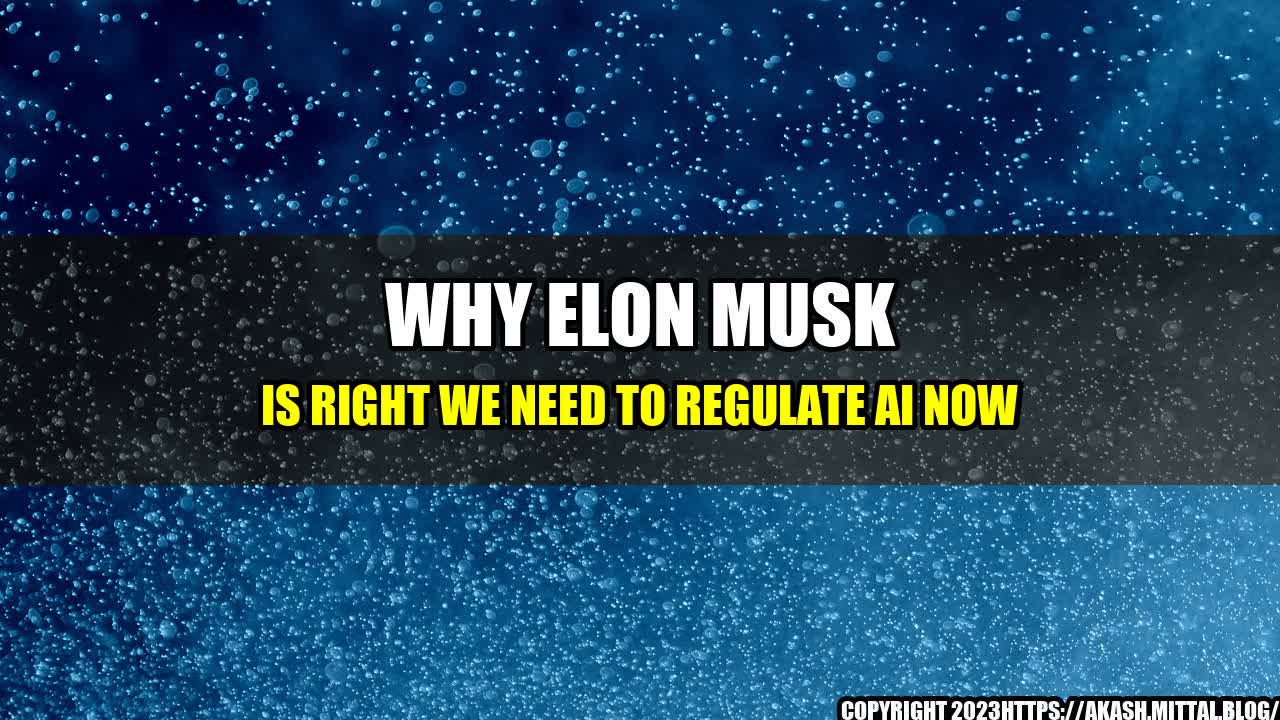 WHY ELON MUSK
IS RIGHT WE NEED TO REGULATE AI NOW
COPYRIGHT 2023HTTPS://AKASH.MITTAL.BLOG/